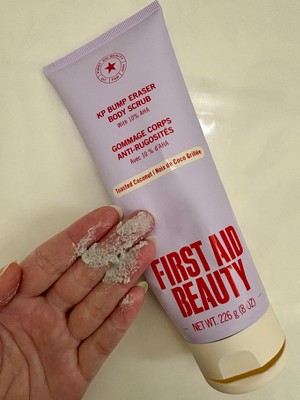 KP BUMP ERASER
BODY SCRUB
With 10% AHA
GOMMAGE CORPS
ANTI-RUGOSITÉS
Avec 10 % d'AHA
Toasted Coconut | Noix de Coco Grillée
FIRST AID
BEAUTY
NET WT. 226 g (8 oz)